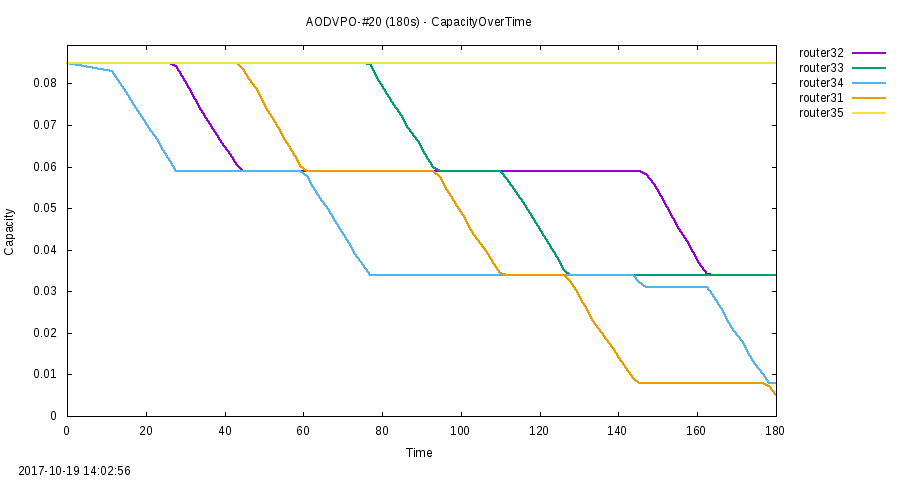 AODVPO-#20 (180s) - CapacityOverTime
router32
router33
router34
router31
router35
0.08
0.07
0.06
0.05
0.04
0.03
0.02
0.01
0
Capacity
0 20 40 60 80 100 120 140 160 180
Time
2017-10-19 14:02:56